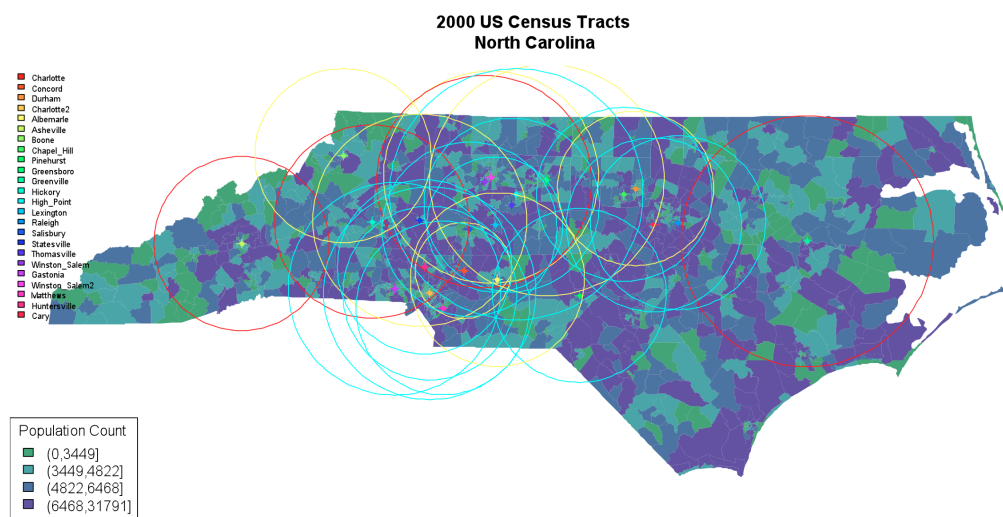 2000 US Census Tracts
North Carolina
Charlotte
Concord
Durham
Charlotte2
Albemarle
Asheville
Boone
Chapel_Hill
Pinehurst
Greensboro
Greenville
Hickory
High_Point
Lexington
Raleigh
Salisbury
Statesville
Thomasville
Winston_Salem
Gastonia
Winston_Salem2
Matthews
Huntersville
Cary
Population Count
(0,3449]
(3449,4822]
(4822,6468]
(6468,31791]